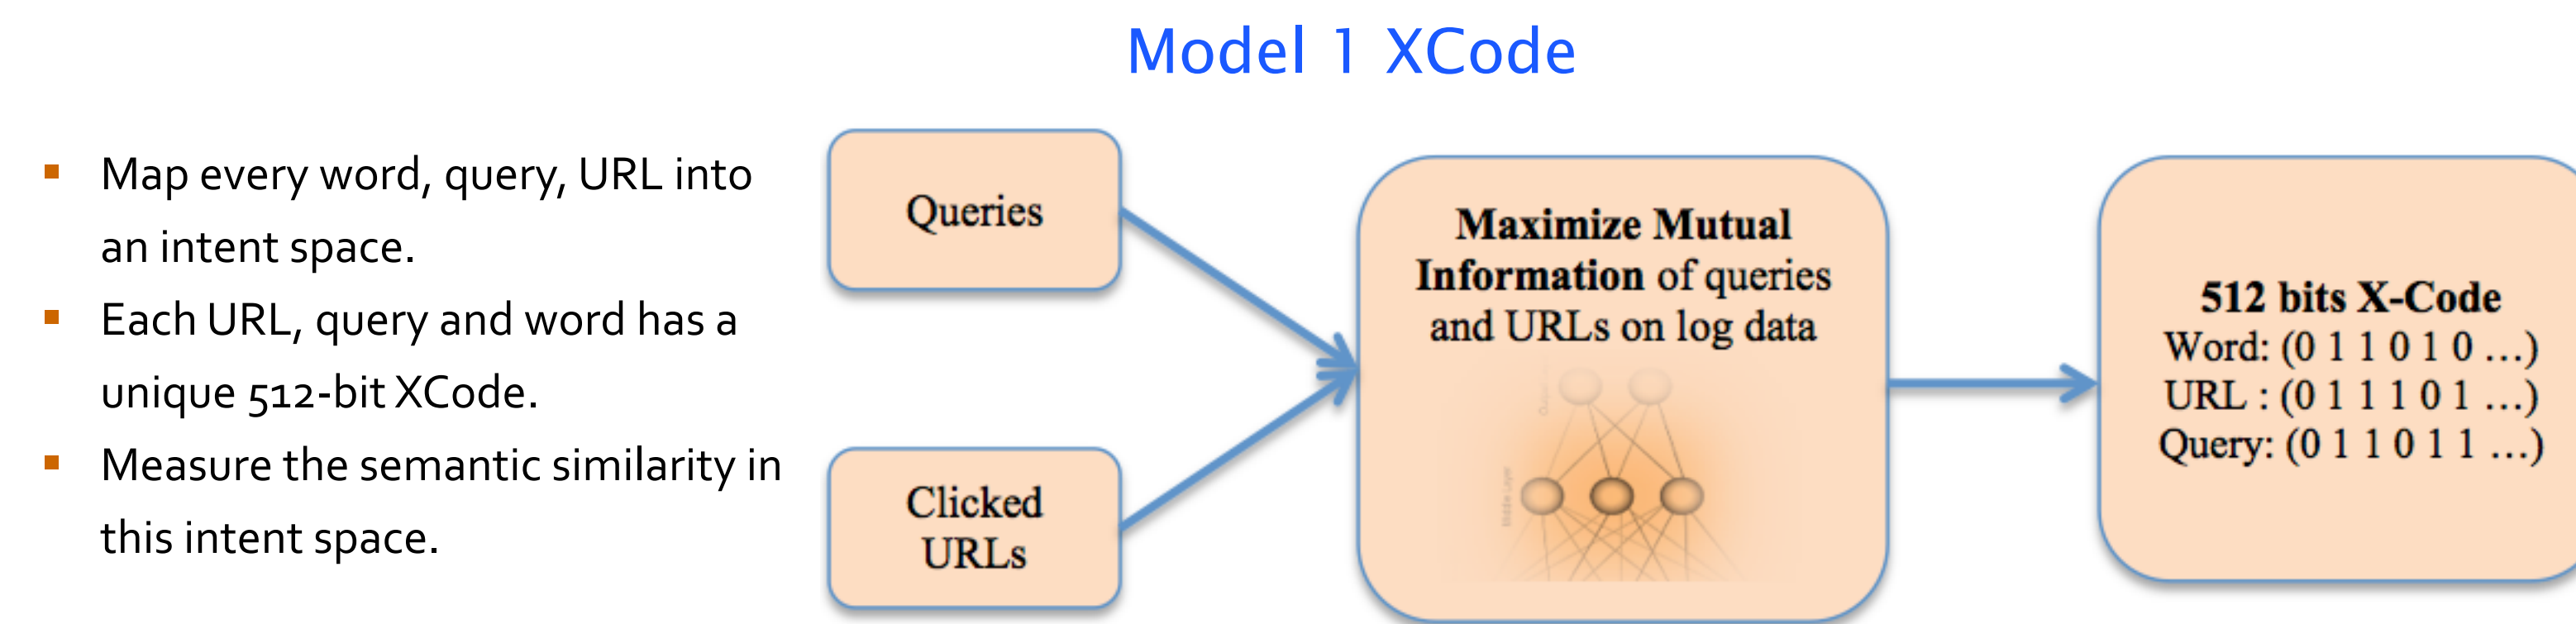 Model 1 XCode
Map every word, query, URL into
an intent space.
Each URL, query and word has a
unique 512-bit XCode.
Measure the semantic similarity in
this intent space.
Queries
Clicked
URLs
Maximize Mutual
Information of queries
and URLs on log data
Middle Layer
512 bits X-Code
Word: (0 1 1 0 1 0 ...)
URL : (0 1 1 1 0 1 ...)
Query: (0 1 1 0 1 1 ...)